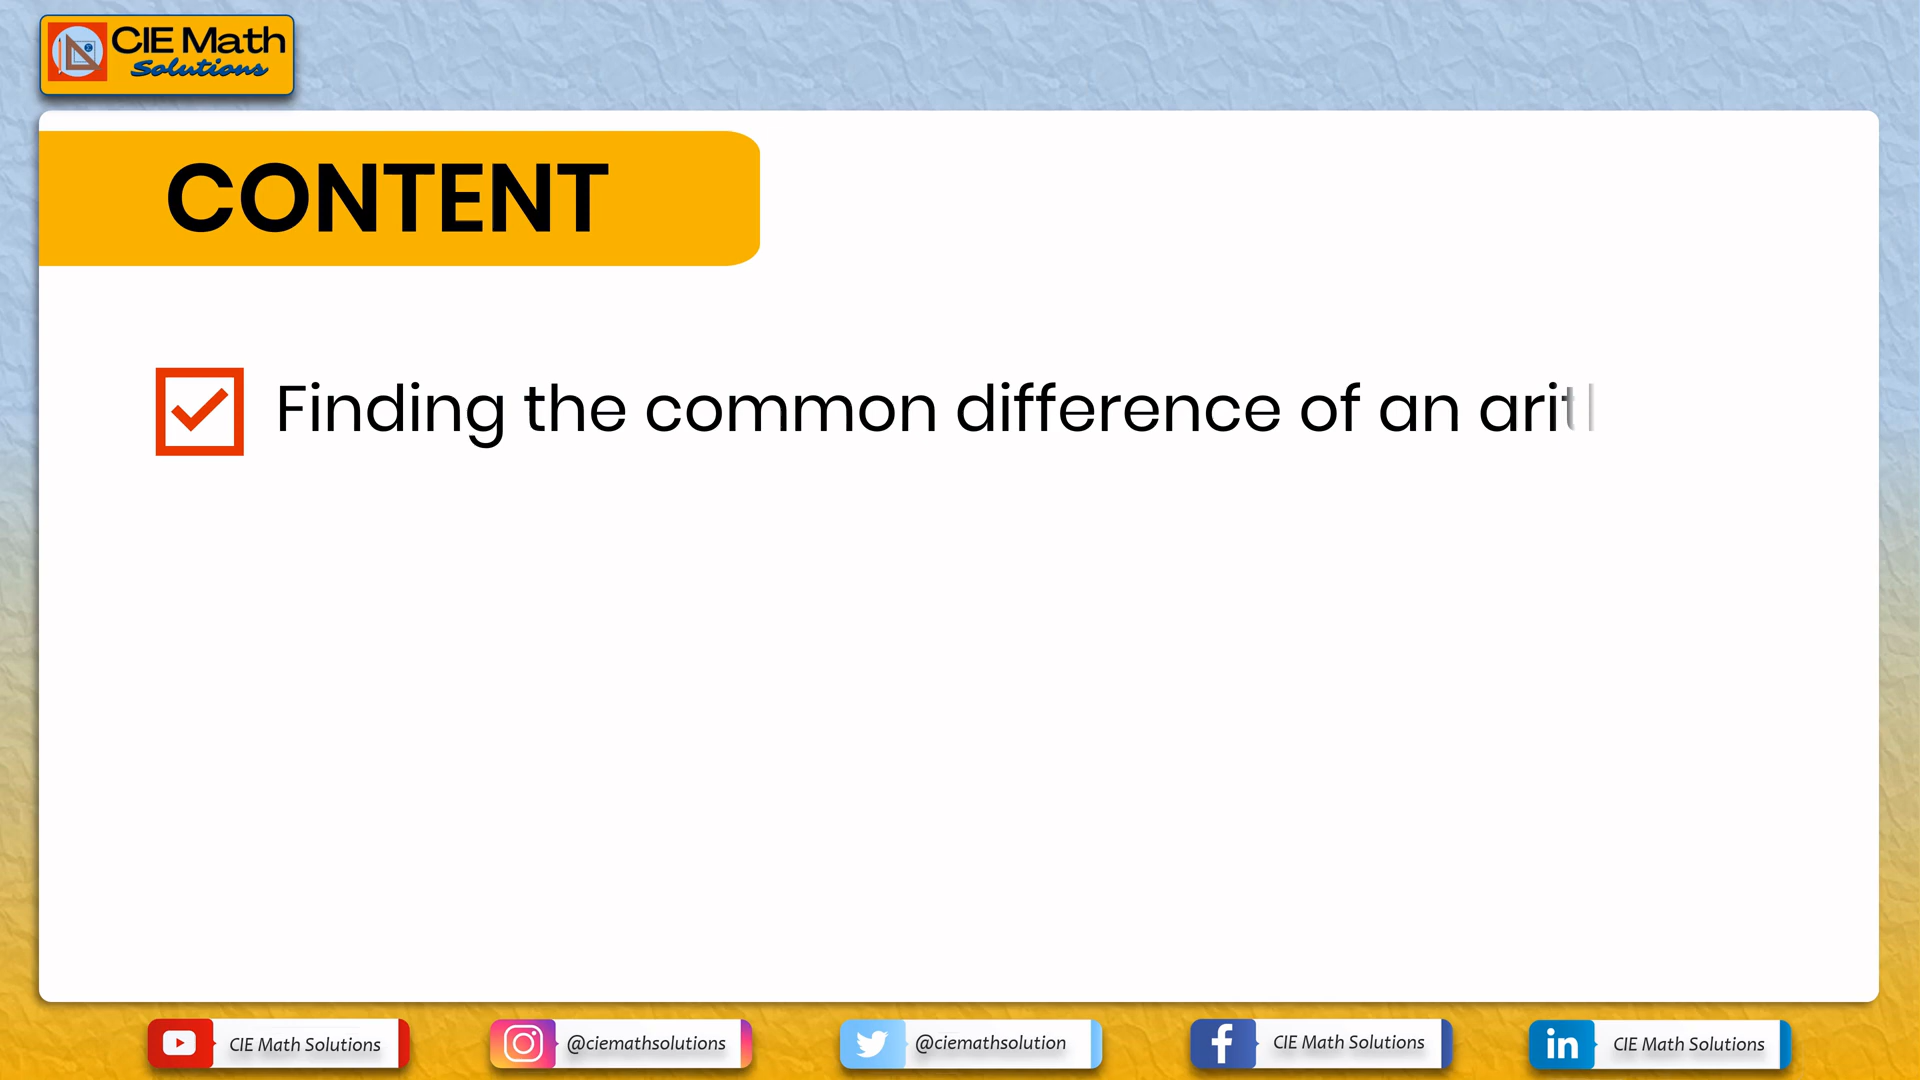 CIE Math
Solutions
CONTENT
Finding the common difference of an
CIE Math Solutions
@ciemathsolutions
@ciemathsolution
CIE Math Solutions
CIE Math Solutions